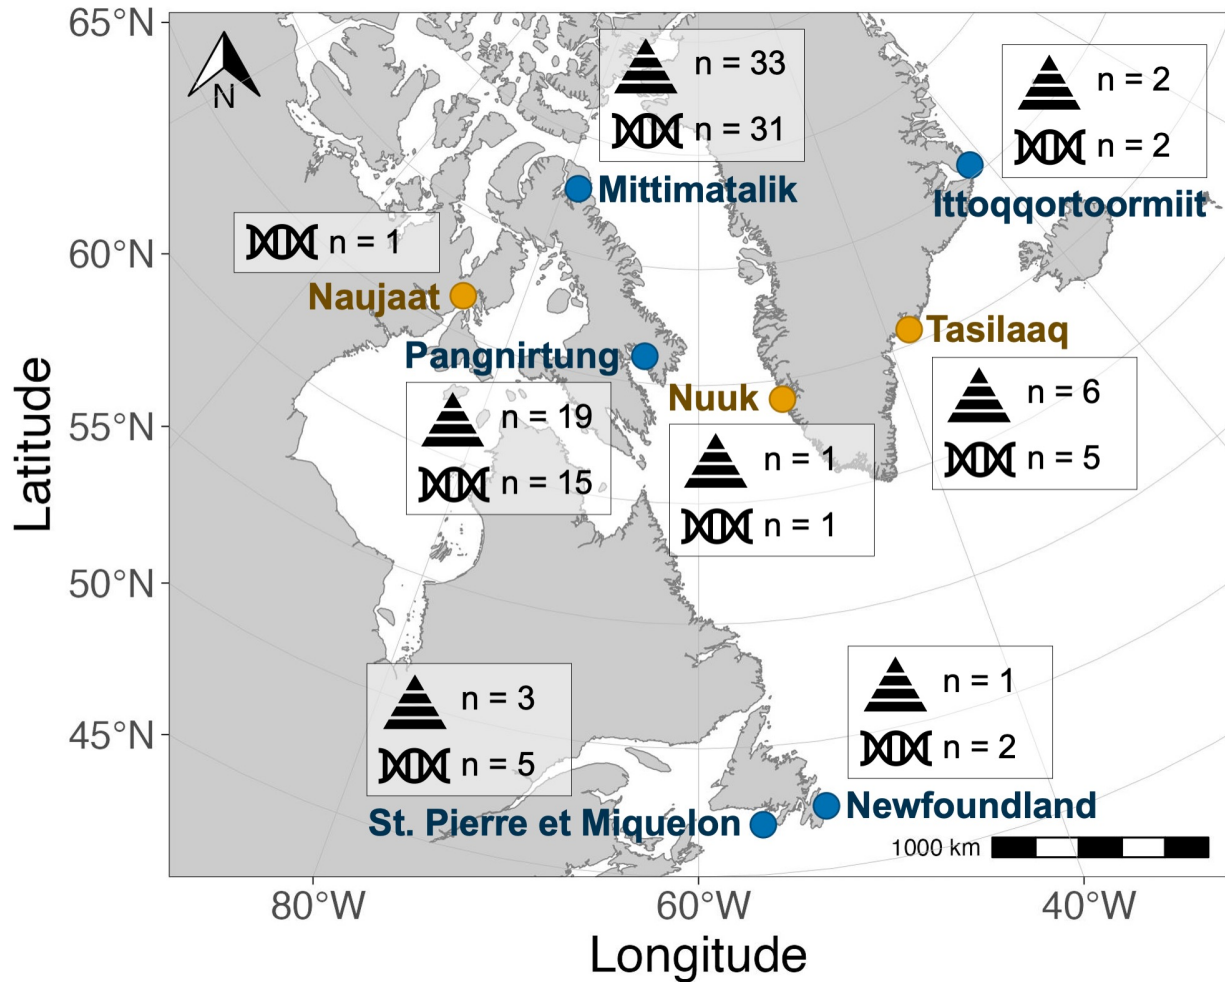 65°N
60°N
55°N
50°N
45°N
Latitude
N
n = 33
n = 31
Mittimatalik
n = 2
n = 2
Ittoqqortoormiit
n = 1
Naujaat
Tasilaaq
n = 6
n = 5
Pangnirtung
n = 19
n = 15
Nuuk
n = 1
n = 1
n = 3
n = 5
St. Pierre et Miquelon
n = 1
n = 2
Newfoundland
1000 km
80°W
60°W
40°W
Longitude